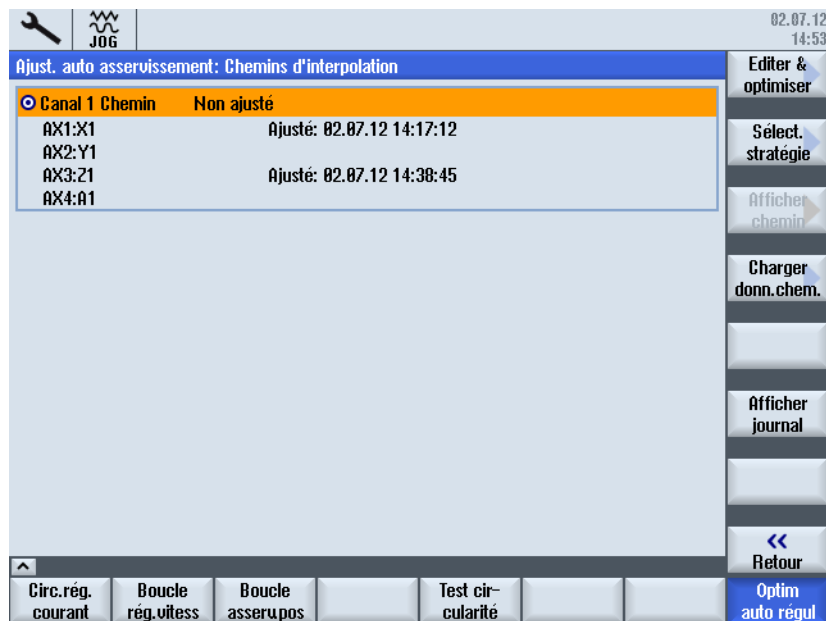 JOG
02.07.12
14:53
Ajust. auto asservissement: Chemins d'interpolation
Canal 1 Chemin Non ajusté
AX1:X1 Ajusté: 02.07.12 14:17:12
AX2:Y1
AX3:Z1 Ajusté: 02.07.12 14:38:45
AX4:A1
Editer &
optimiser
Sélect.
stratégie
Afficher
chemin
Charger
donn.chem.
Afficher
journal
<<
Retour
Circ.rég.
courant
Boucle
rég.vitess
Boucle
asserv.pos
Test cir-
cularité
Optim
auto régul